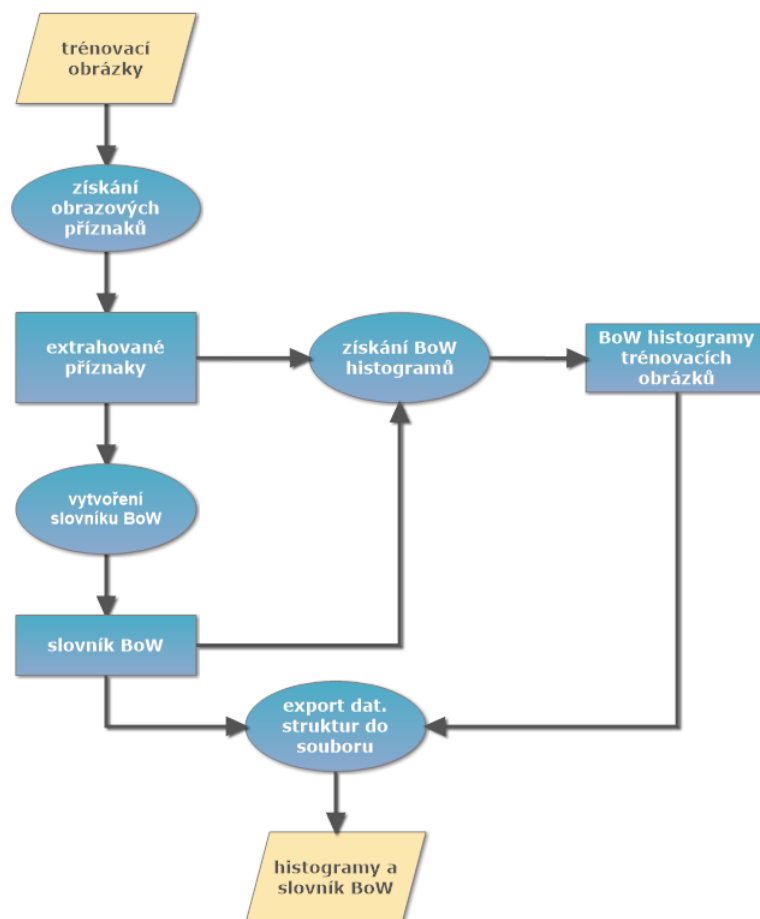 trénovací
obrázky
získání
obrazových
příznaků
extrahované
příznaky
získání BoW
histogramů
BoW histogramy
trénovacích
obrázků
vytvoření
slovníku BoW
slovník BoW
export dat.
struktur do
souboru
histogramy a
slovník BoW